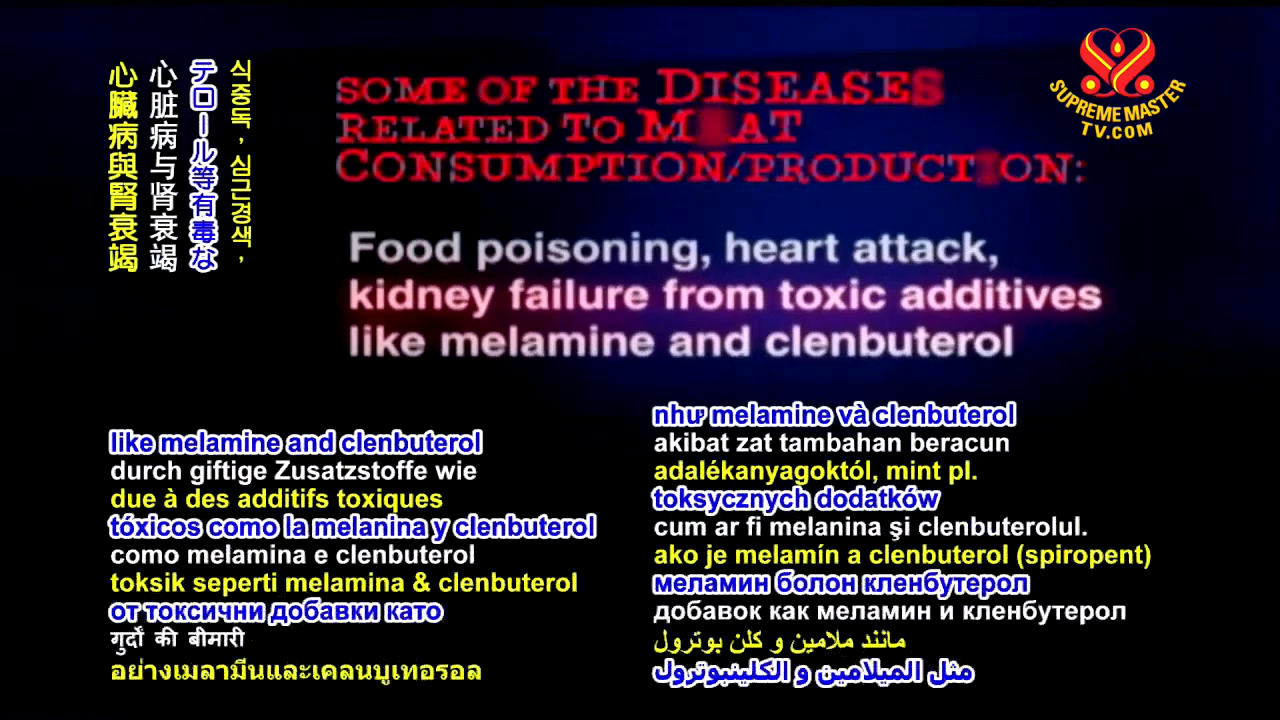 心臟病與腎衰竭
心脏病与肾衰竭
テロール等有毒な
식중독, 심근경색,
SOME OF THE DISEASES
RELATED TO MEAT
CONSUMPTION/PRODUCTION:
SUPREME MASTER
TV.COM
Food poisoning, heart attack,
kidney failure from toxic additives
like melamine and clenbuterol
like melamine and clenbuterol
durch giftige Zusatzstoffe wie
due à des additifs toxiques
tóxicos como la melanina y clenbuterol
como melamina e clenbuterol
toksik seperti melamina & clenbuterol
от токсични добавки като
गुर्दों की बीमारी
อย่างเมลามีนและเคลนบูเทอรอล
như melamine và clenbuterol
akibat zat tambahan beracun
adalékanyagoktól, mint pl.
toksycznych dodatków
cum ar fi melanina şi clenbuterolul.
ako je melamín a clenbuterol (spiropent)
меламин болон кленбутерол
добавок как меламин и кленбутерол
مانند ملامین و کلن بوترول
مثل الميلامين و الكلينبوترول